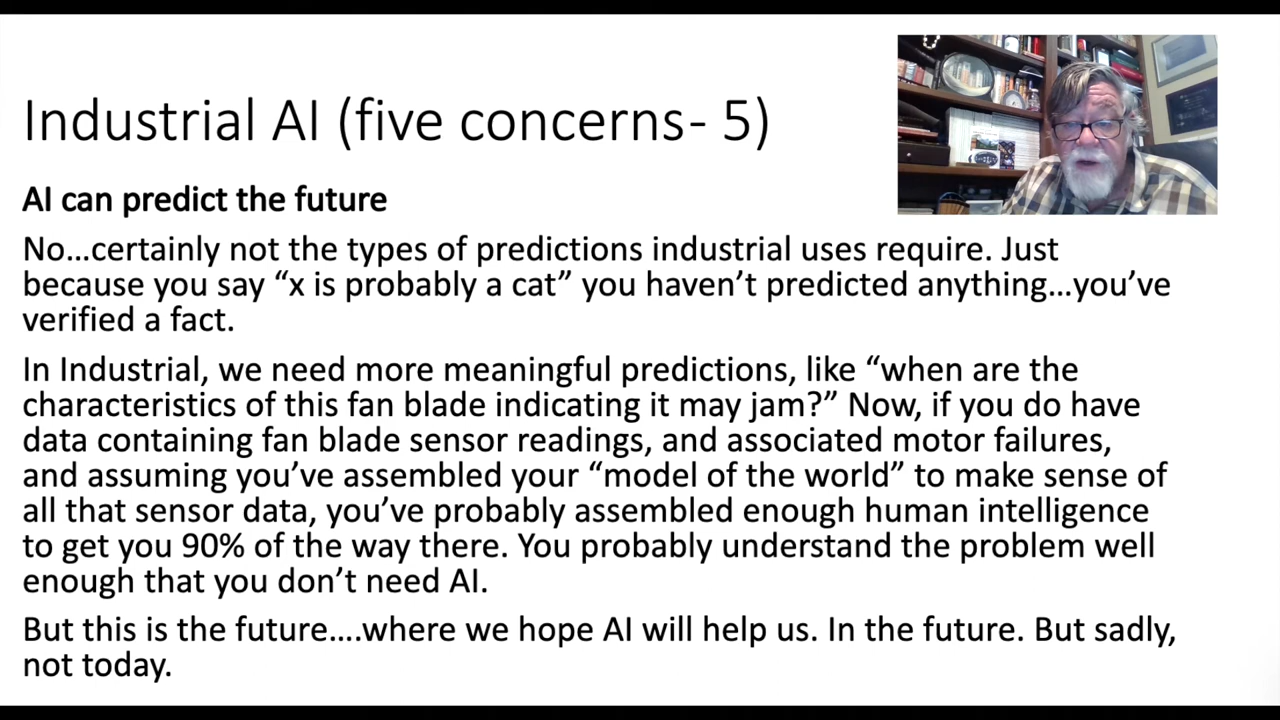 Industrial AI (five concerns- 5)
AI can predict the future
No...certainly not the types of predictions industrial uses require. Just
because you say “x is probably a cat” you haven’t predicted anything...you’ve
verified a fact.
In Industrial, we need more meaningful predictions, like “when are the
characteristics of this fan blade indicating it may jam?” Now, if you do have
data containing fan blade sensor readings, and associated motor failures,
and assuming you’ve assembled your “model of the world” to make sense of
all that sensor data, you’ve probably assembled enough human intelligence
to get you 90% of the way there. You probably understand the problem well
enough that you don’t need AI.
But this is the future....where we hope AI will help us. In the future. But sadly,
not today.